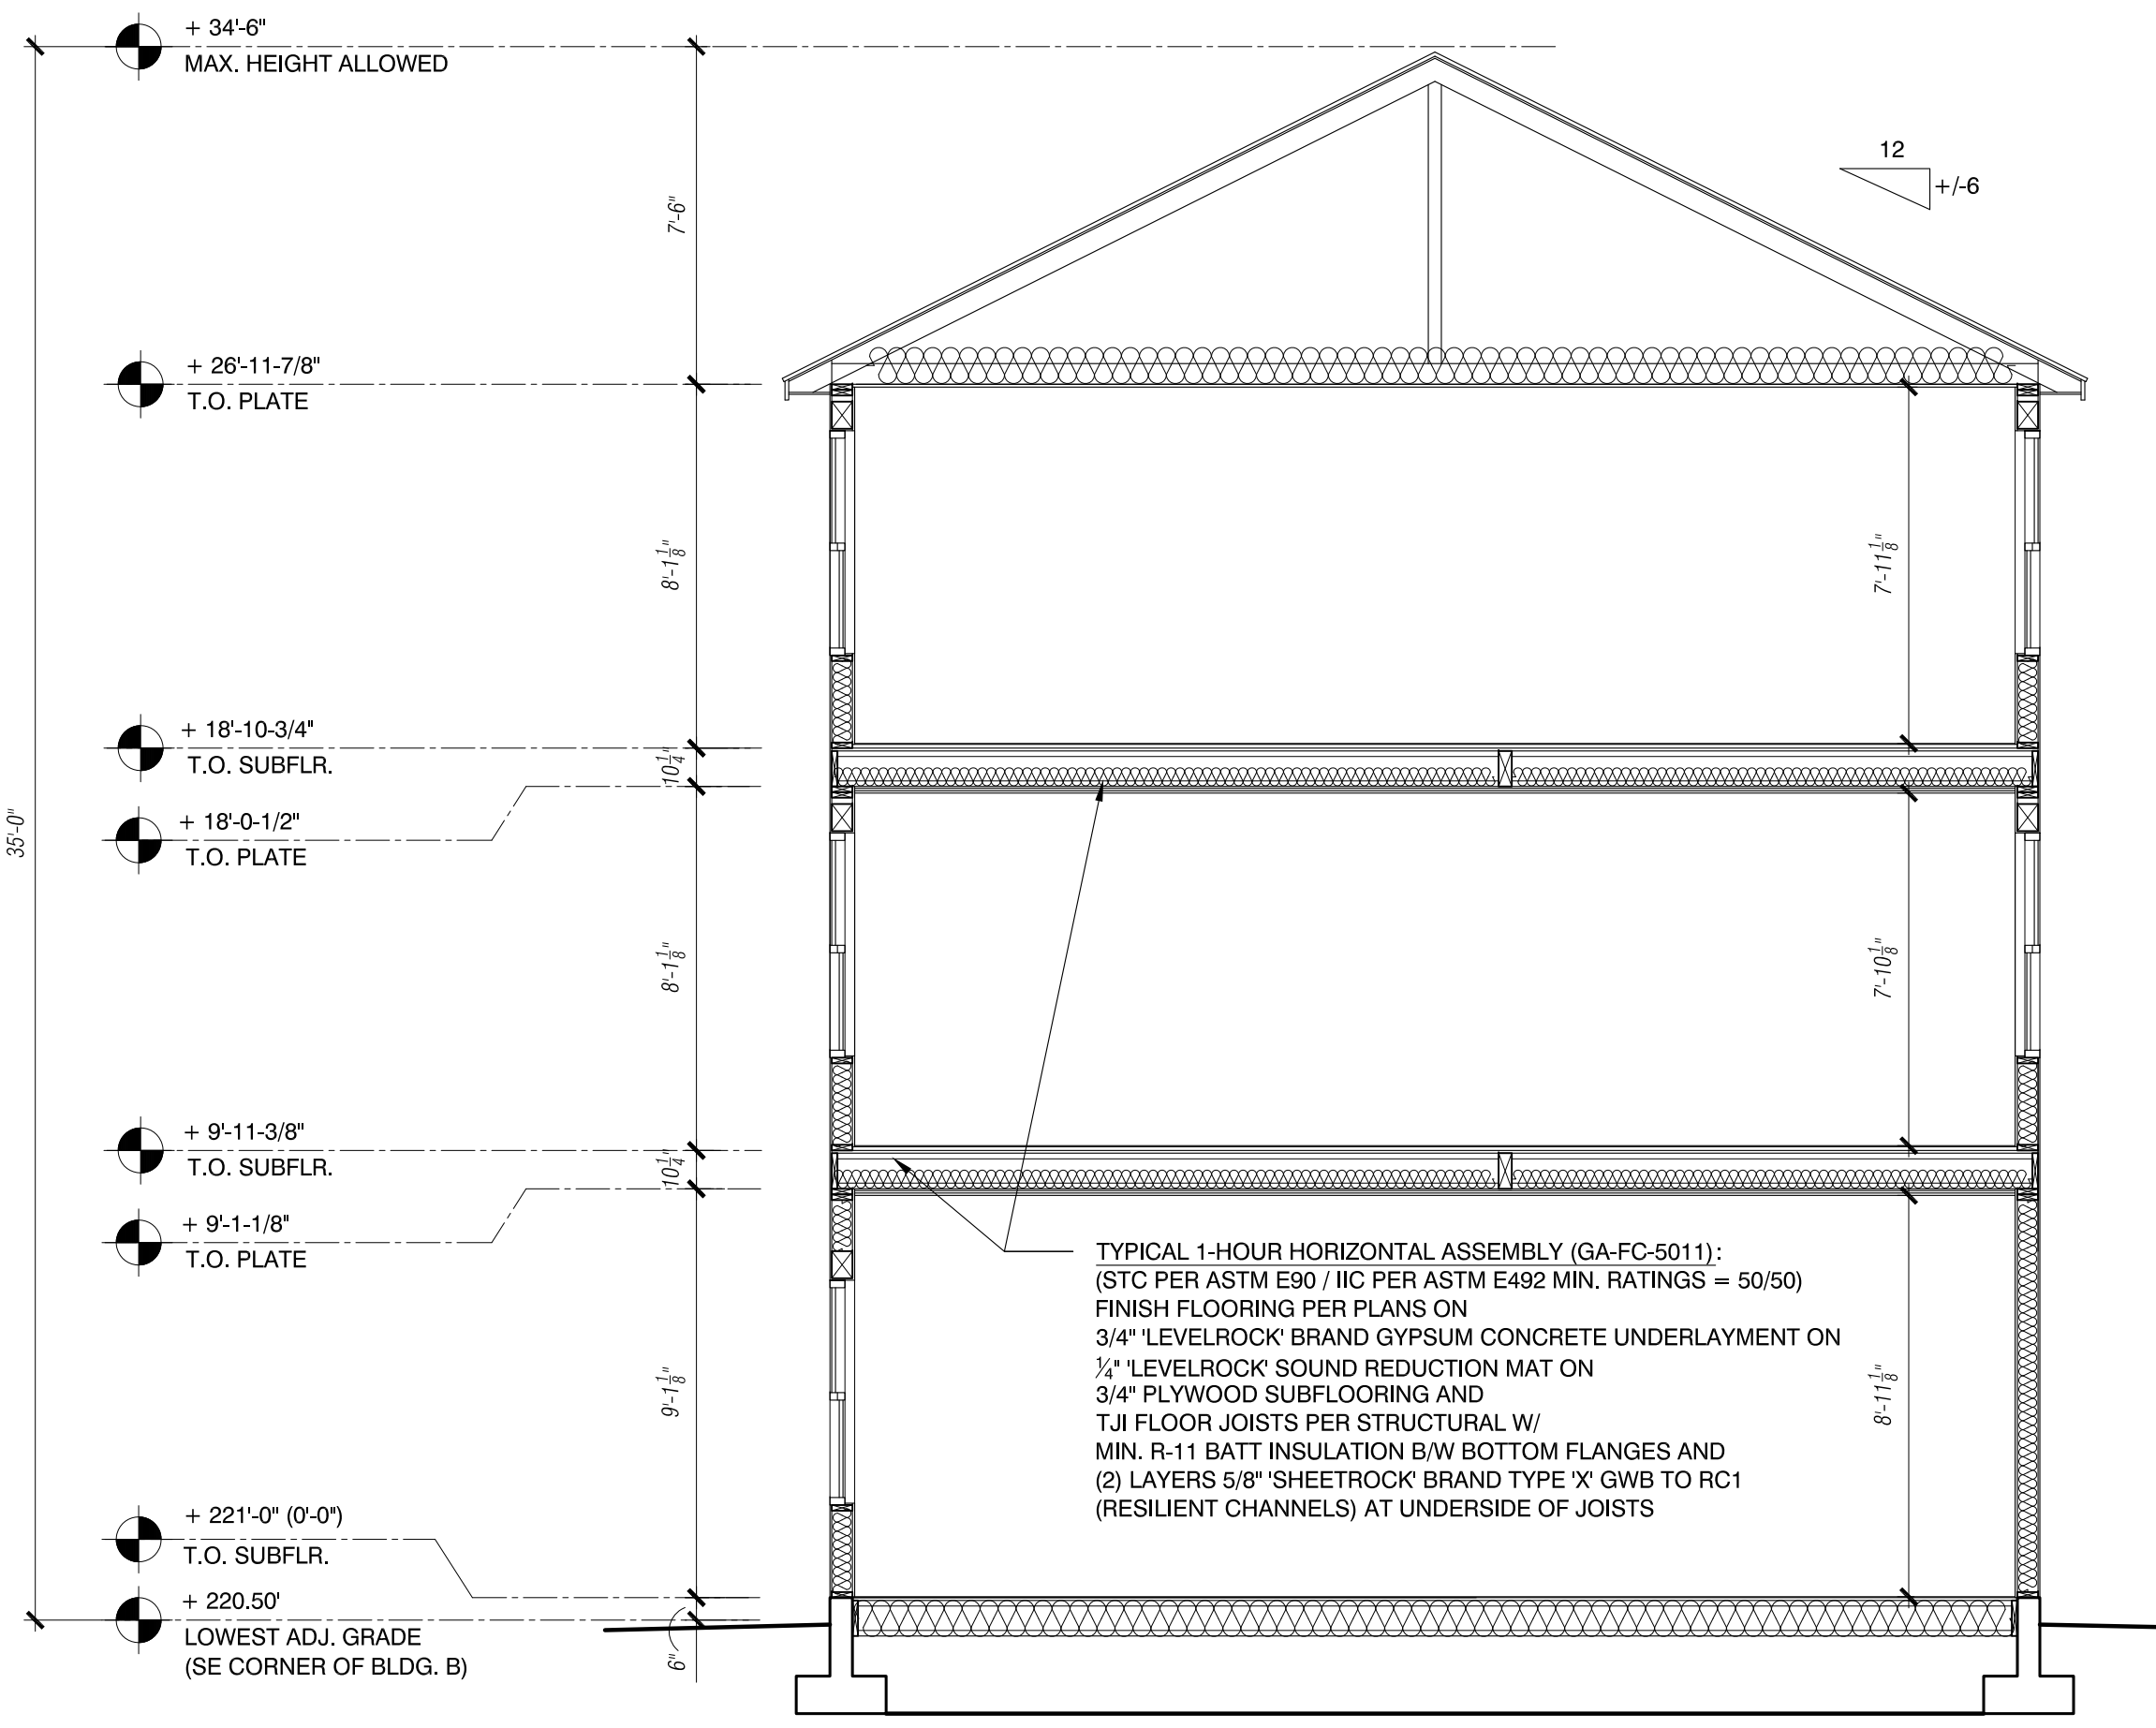 + 34'-6"
MAX. HEIGHT ALLOWED
12
+/-6
7'-6"
+ 26'-11-7/8"
T.O. PLATE
8'-1 1/8"
7'-11 1/8"
+ 18'-10-3/4"
T.O. SUBFLR.
10 1/4"
+ 18'-0-1/2"
T.O. PLATE
35'-0"
8'-1 1/8"
7'-10 1/8"
+ 9'-11-3/8"
T.O. SUBFLR.
10 1/4"
+ 9'-1-1/8"
T.O. PLATE
TYPICAL 1-HOUR HORIZONTAL ASSEMBLY (GA-FC-5011):
(STC PER ASTM E90 / IIC PER ASTM E492 MIN. RATINGS = 50/50)
FINISH FLOORING PER PLANS ON
3/4" 'LEVELROCK' BRAND GYPSUM CONCRETE UNDERLAYMENT ON
1/4" 'LEVELROCK' SOUND REDUCTION MAT ON
3/4" PLYWOOD SUBFLOORING AND
TJI FLOOR JOISTS PER STRUCTURAL W/
MIN. R-11 BATT INSULATION B/W BOTTOM FLANGES AND
(2) LAYERS 5/8" 'SHEETROCK' BRAND TYPE 'X' GWB TO RC1
(RESILIENT CHANNELS) AT UNDERSIDE OF JOISTS
9'-1 1/8"
8'-11 1/8"
+ 221'-0" (0'-0")
T.O. SUBFLR.
+ 220.50'
LOWEST ADJ. GRADE
(SE CORNER OF BLDG. B)
6"